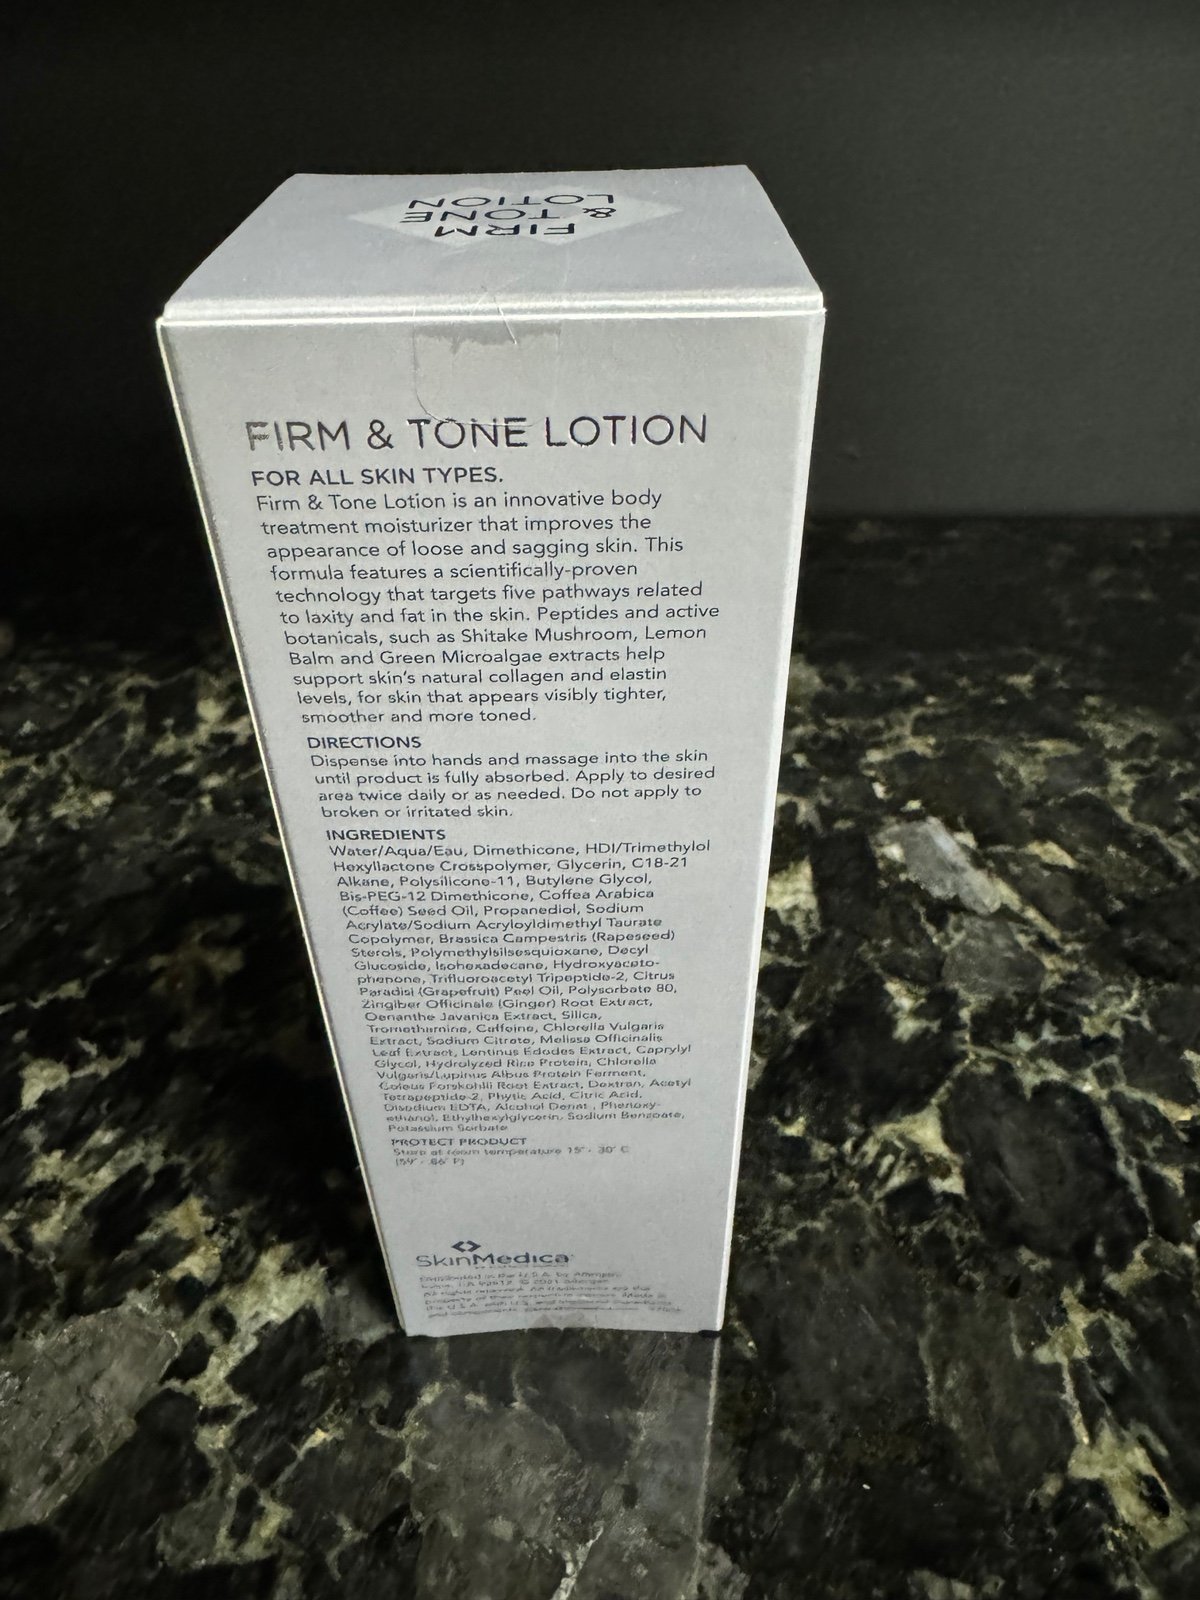 FIRM
& TONE
LOTION
FIRM & TONE LOTION
FOR ALL SKIN TYPES.
Firm & Tone Lotion is an innovative body
treatment moisturizer that improves the
appearance of loose and sagging skin. This
formula features a scientifically-proven
technology that targets five pathways related
to laxity and fat in the skin. Peptides and active
botanicals, such as Shitake Mushroom, Lemon
Balm and Green Microalgae extracts help
support skin's natural collagen and elastin
levels, for skin that appears visibly tighter,
smoother and more toned.
DIRECTIONS
Dispense into hands and massage into the skin
until product is fully absorbed. Apply to desired
area twice daily or as needed. Do not apply to
broken or irritated skin.
INGREDIENTS
Water/Aqua/Eau, Dimethicone, HDI/Trimethylol
Hexyllactone Crosspolymer, Glycerin, C18-21
Alkane, Polysilicone-11, Butylene Glycol,
Bis-PEG-12 Dimethicone, Coffea Arabica
(Coffee) Seed Oil, Propanediol, Sodium
Acrylate/Sodium Acryloyldimethyl Taurate
Copolymer, Brassica Campestris (Rapeseed)
Sterols, Polymethylsilsesquioxane, Decyl
Glucoside, Isohexadecane, Hydroxyaceto-
phenone, Trifluoroacetyl Tripeptide-2, Citrus
Paradisi (Grapefruit) Peel Oil, Polysorbate 80,
Zingiber Officinale (Ginger) Root Extract,
Oenanthe Javanica Extract, Silica,
Tromethamine, Caffeine, Chlorella Vulgaris
Extract, Sodium Citrate, Melissa Officinalis
Leaf Extract, Lentinus Edodes Extract, Caprylyl
Glycol, Hydrolyzed Rice Protein, Chlorella
Vulgaris/Lupinus Albus Protein Ferment,
Coleus Forskohlii Root Extract, Dextran, Acetyl
Tetrapeptide-2, Phytic Acid, Citric Acid,
Disodium EDTA, Alcohol Denat., Phenoxy-
ethanol, Ethylhexylglycerin, Sodium Benzoate,
Potassium Sorbate
PROTECT PRODUCT
Store at room temperature 15° - 30° C
(59° - 86° F)
SkinMedica
Distributed in the U.S.A. by Allergan,